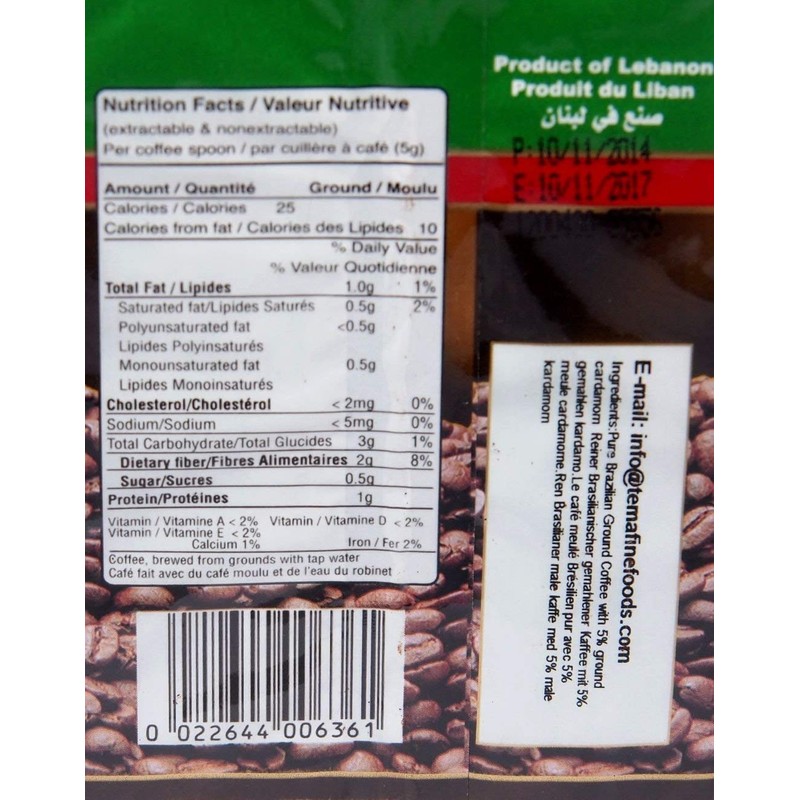 Product of Lebanon
Produit du Liban
صنع في لبنان
P:10/11/2014
E:10/11/2017
Nutrition Facts / Valeur Nutritive
(extractable & nonextractable)
Per coffee spoon / par cuillère à café (5g)
Amount / Quantité Ground / Moulu
Calories / Calories 25
Calories from fat / Calories des Lipides 10
% Daily Value
% Valeur Quotidienne
Total Fat / Lipides 1.0g 1%
Saturated fat/Lipides Saturés 0.5g 2%
Polyunsaturated fat <0.5g
Lipides Polyinsaturés
Monounsaturated fat 0.5g
Lipides Monoinsaturés
Cholesterol/Cholestérol < 2mg 0%
Sodium/Sodium < 5mg 0%
Total Carbohydrate/Total Glucides 3g 1%
Dietary fiber/Fibres Alimentaires 2g 8%
Sugar/Sucres 0.5g
Protein/Protéines 1g
Vitamin / Vitamine A < 2% Vitamin / Vitamine D < 2%
Vitamin / Vitamine E < 2%
Calcium 1% Iron / Fer 2%
Coffee, brewed from grounds with tap water
Café fait avec du café moulu et de l'eau du robinet
0 022644 006361
E-mail: info@temafinefoods.com
Ingredients:Pure Brazilian Ground Coffee with 5% ground
cardamom Reiner Brasilianischer gemahlener Kaffee mit 5%
gemahlen kardamo.Le café meulé Brésilien pur avec 5%
meule cardamonne.Ren Brasilianer male kaffe med 5% male
kardamom